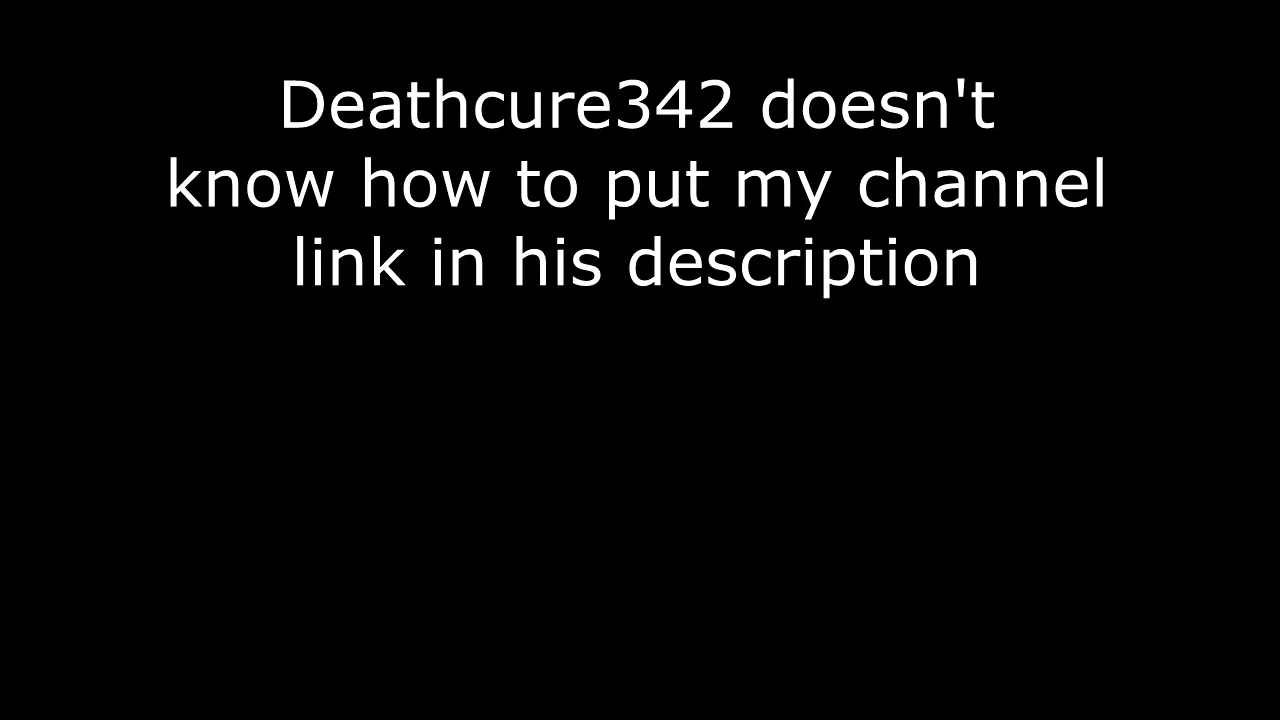 Deathcure342 doesn't
know how to put my channel
link in his description